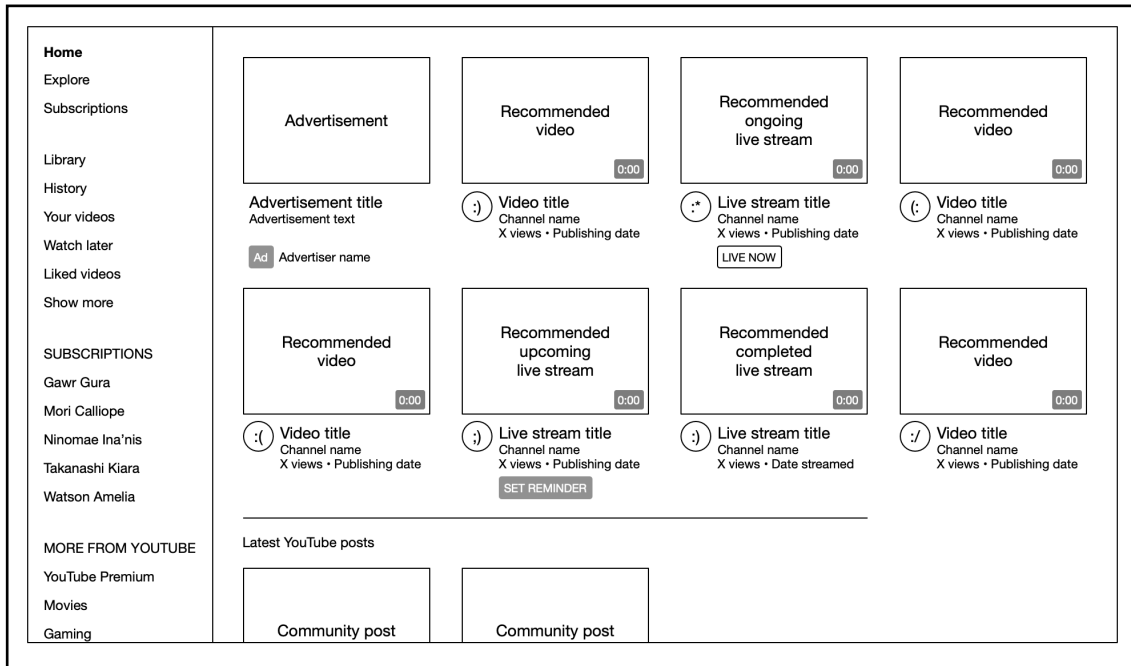 Home
Explore
Subscriptions
Library
History
Your videos
Watch later
Liked videos
Show more
SUBSCRIPTIONS
Gawr Gura
Mori Calliope
Ninomae Ina’nis
Takanashi Kiara
Watson Amelia
MORE FROM YOUTUBE
YouTube Premium
Movies
Gaming
Advertisement
Advertisement title
Advertisement text
Ad Advertiser name
Recommended
video
0:00
:) Video title
Channel name
X views • Publishing date
Recommended
ongoing
live stream
0:00
:* Live stream title
Channel name
X views • Publishing date
LIVE NOW
Recommended
video
0:00
(: Video title
Channel name
X views • Publishing date
Recommended
video
0:00
:( Video title
Channel name
X views • Publishing date
Recommended
upcoming
live stream
0:00
;) Live stream title
Channel name
X views • Publishing date
SET REMINDER
Recommended
completed
live stream
0:00
:) Live stream title
Channel name
X views • Date streamed
Recommended
video
0:00
:/ Video title
Channel name
X views • Publishing date
Latest YouTube posts
Community post
Community post